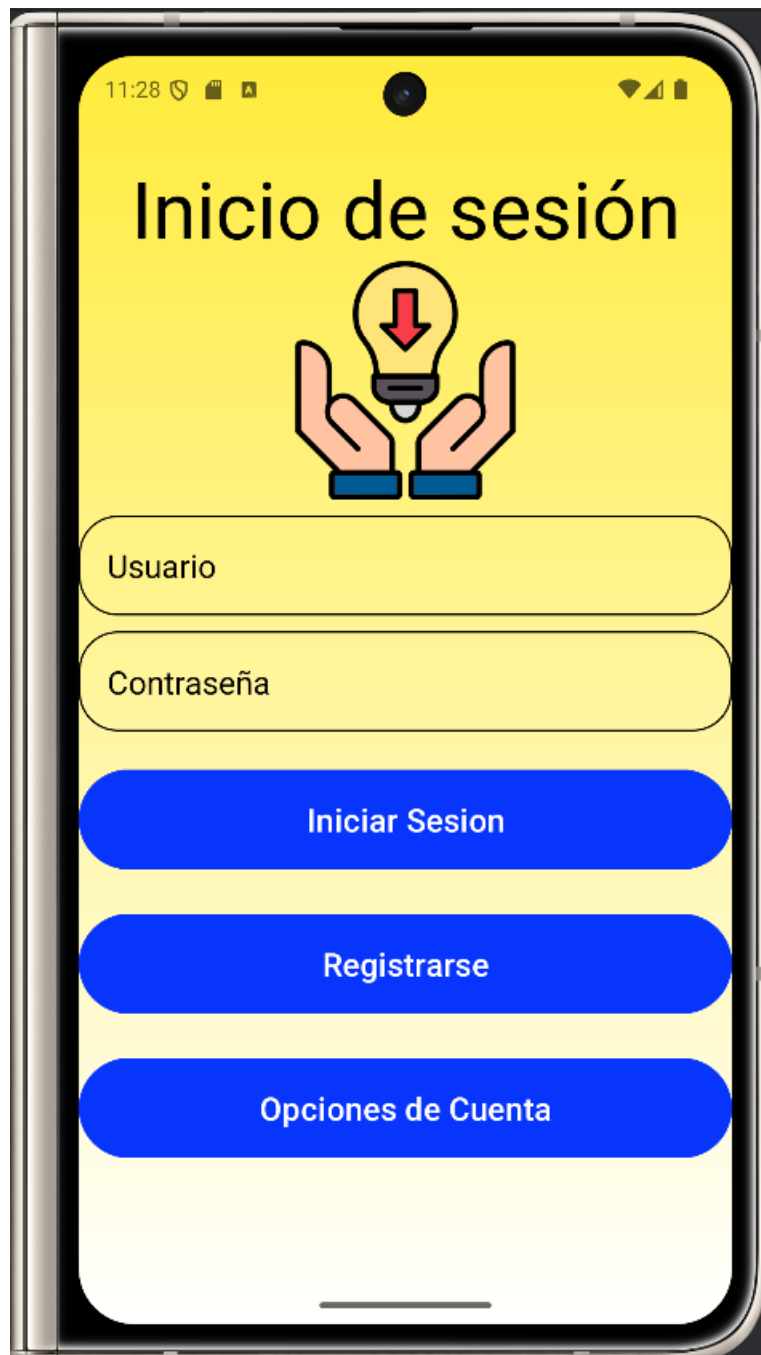 11:28
Inicio de sesión
Usuario
Contraseña
Iniciar Sesion
Registrarse
Opciones de Cuenta